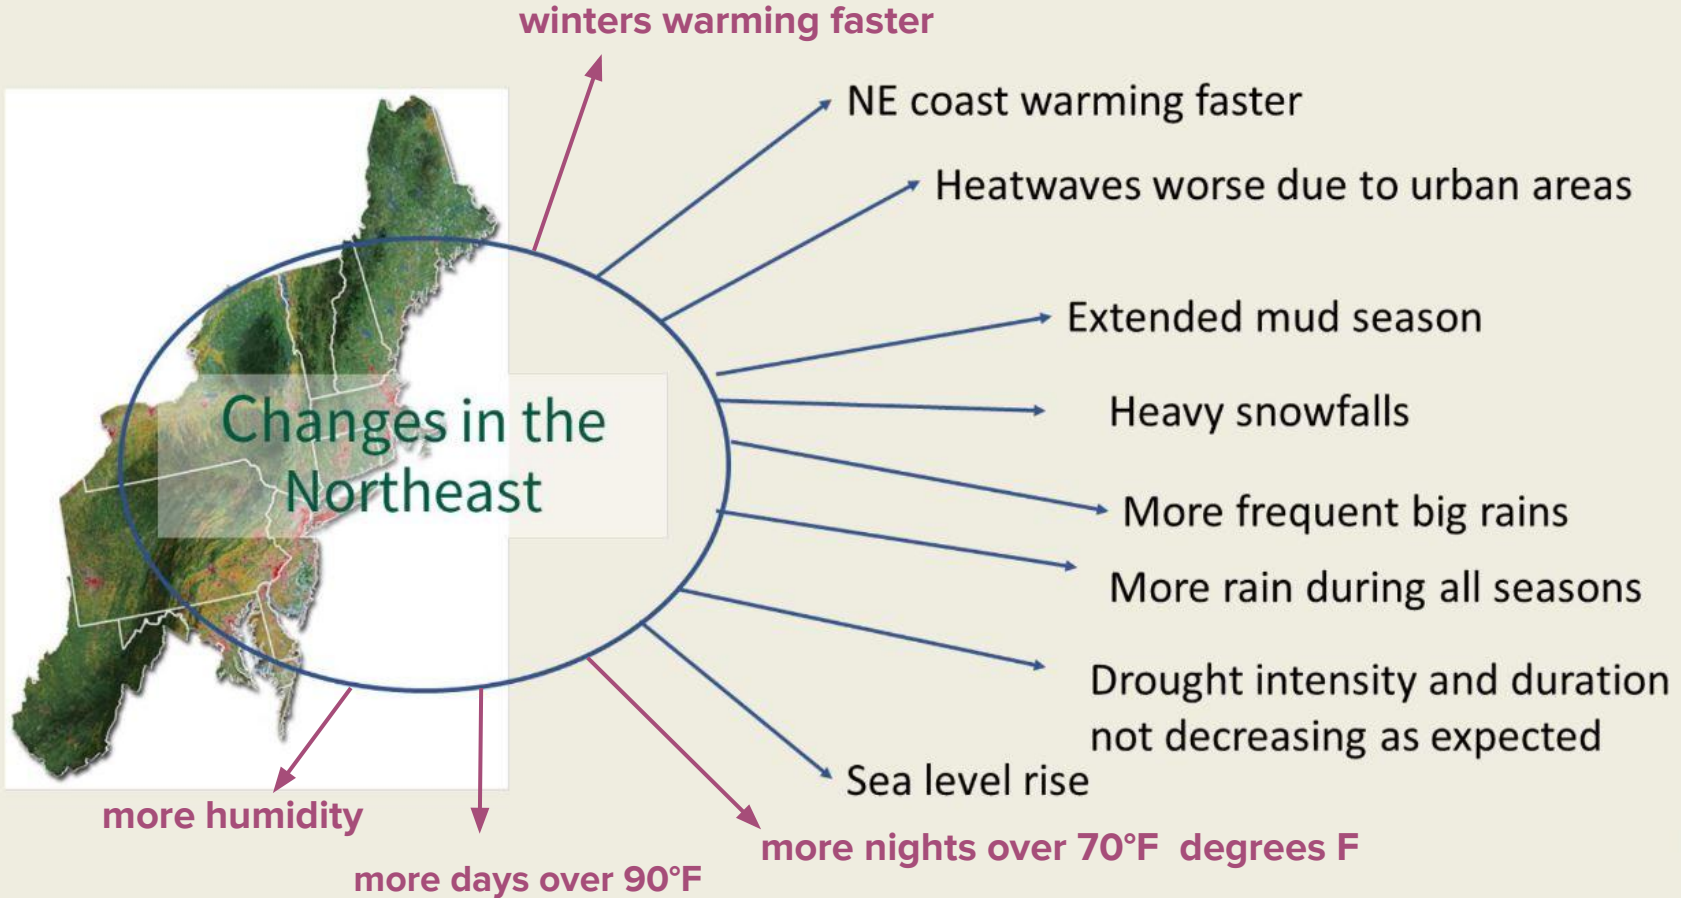 winters warming faster
NE coast warming faster
Heatwaves worse due to urban areas
Extended mud season
Heavy snowfalls
Changes in the
Northeast
More frequent big rains
More rain during all seasons
Drought intensity and duration
not decreasing as expected
Sea level rise
more humidity
more nights over 70°F  degrees F
more days over 90°F